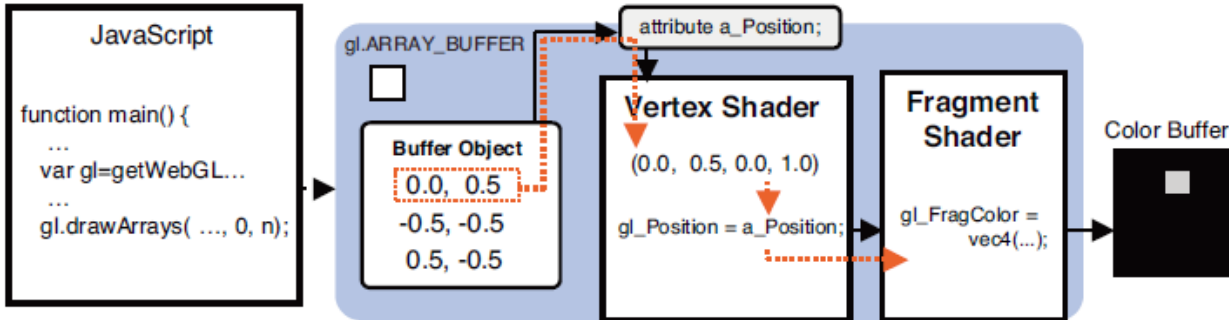 JavaScript
function main() {
…
var gl=getWebGL…
…
gl.drawArrays( …, 0, n);
gl.ARRAY_BUFFER
Buffer Object
0.0, 0.5
-0.5, -0.5
0.5, -0.5
attribute a_Position;
Vertex Shader
(0.0, 0.5, 0.0, 1.0)
gl_Position = a_Position;
Fragment
Shader
gl_FragColor =
vec4(...);
Color Buffer